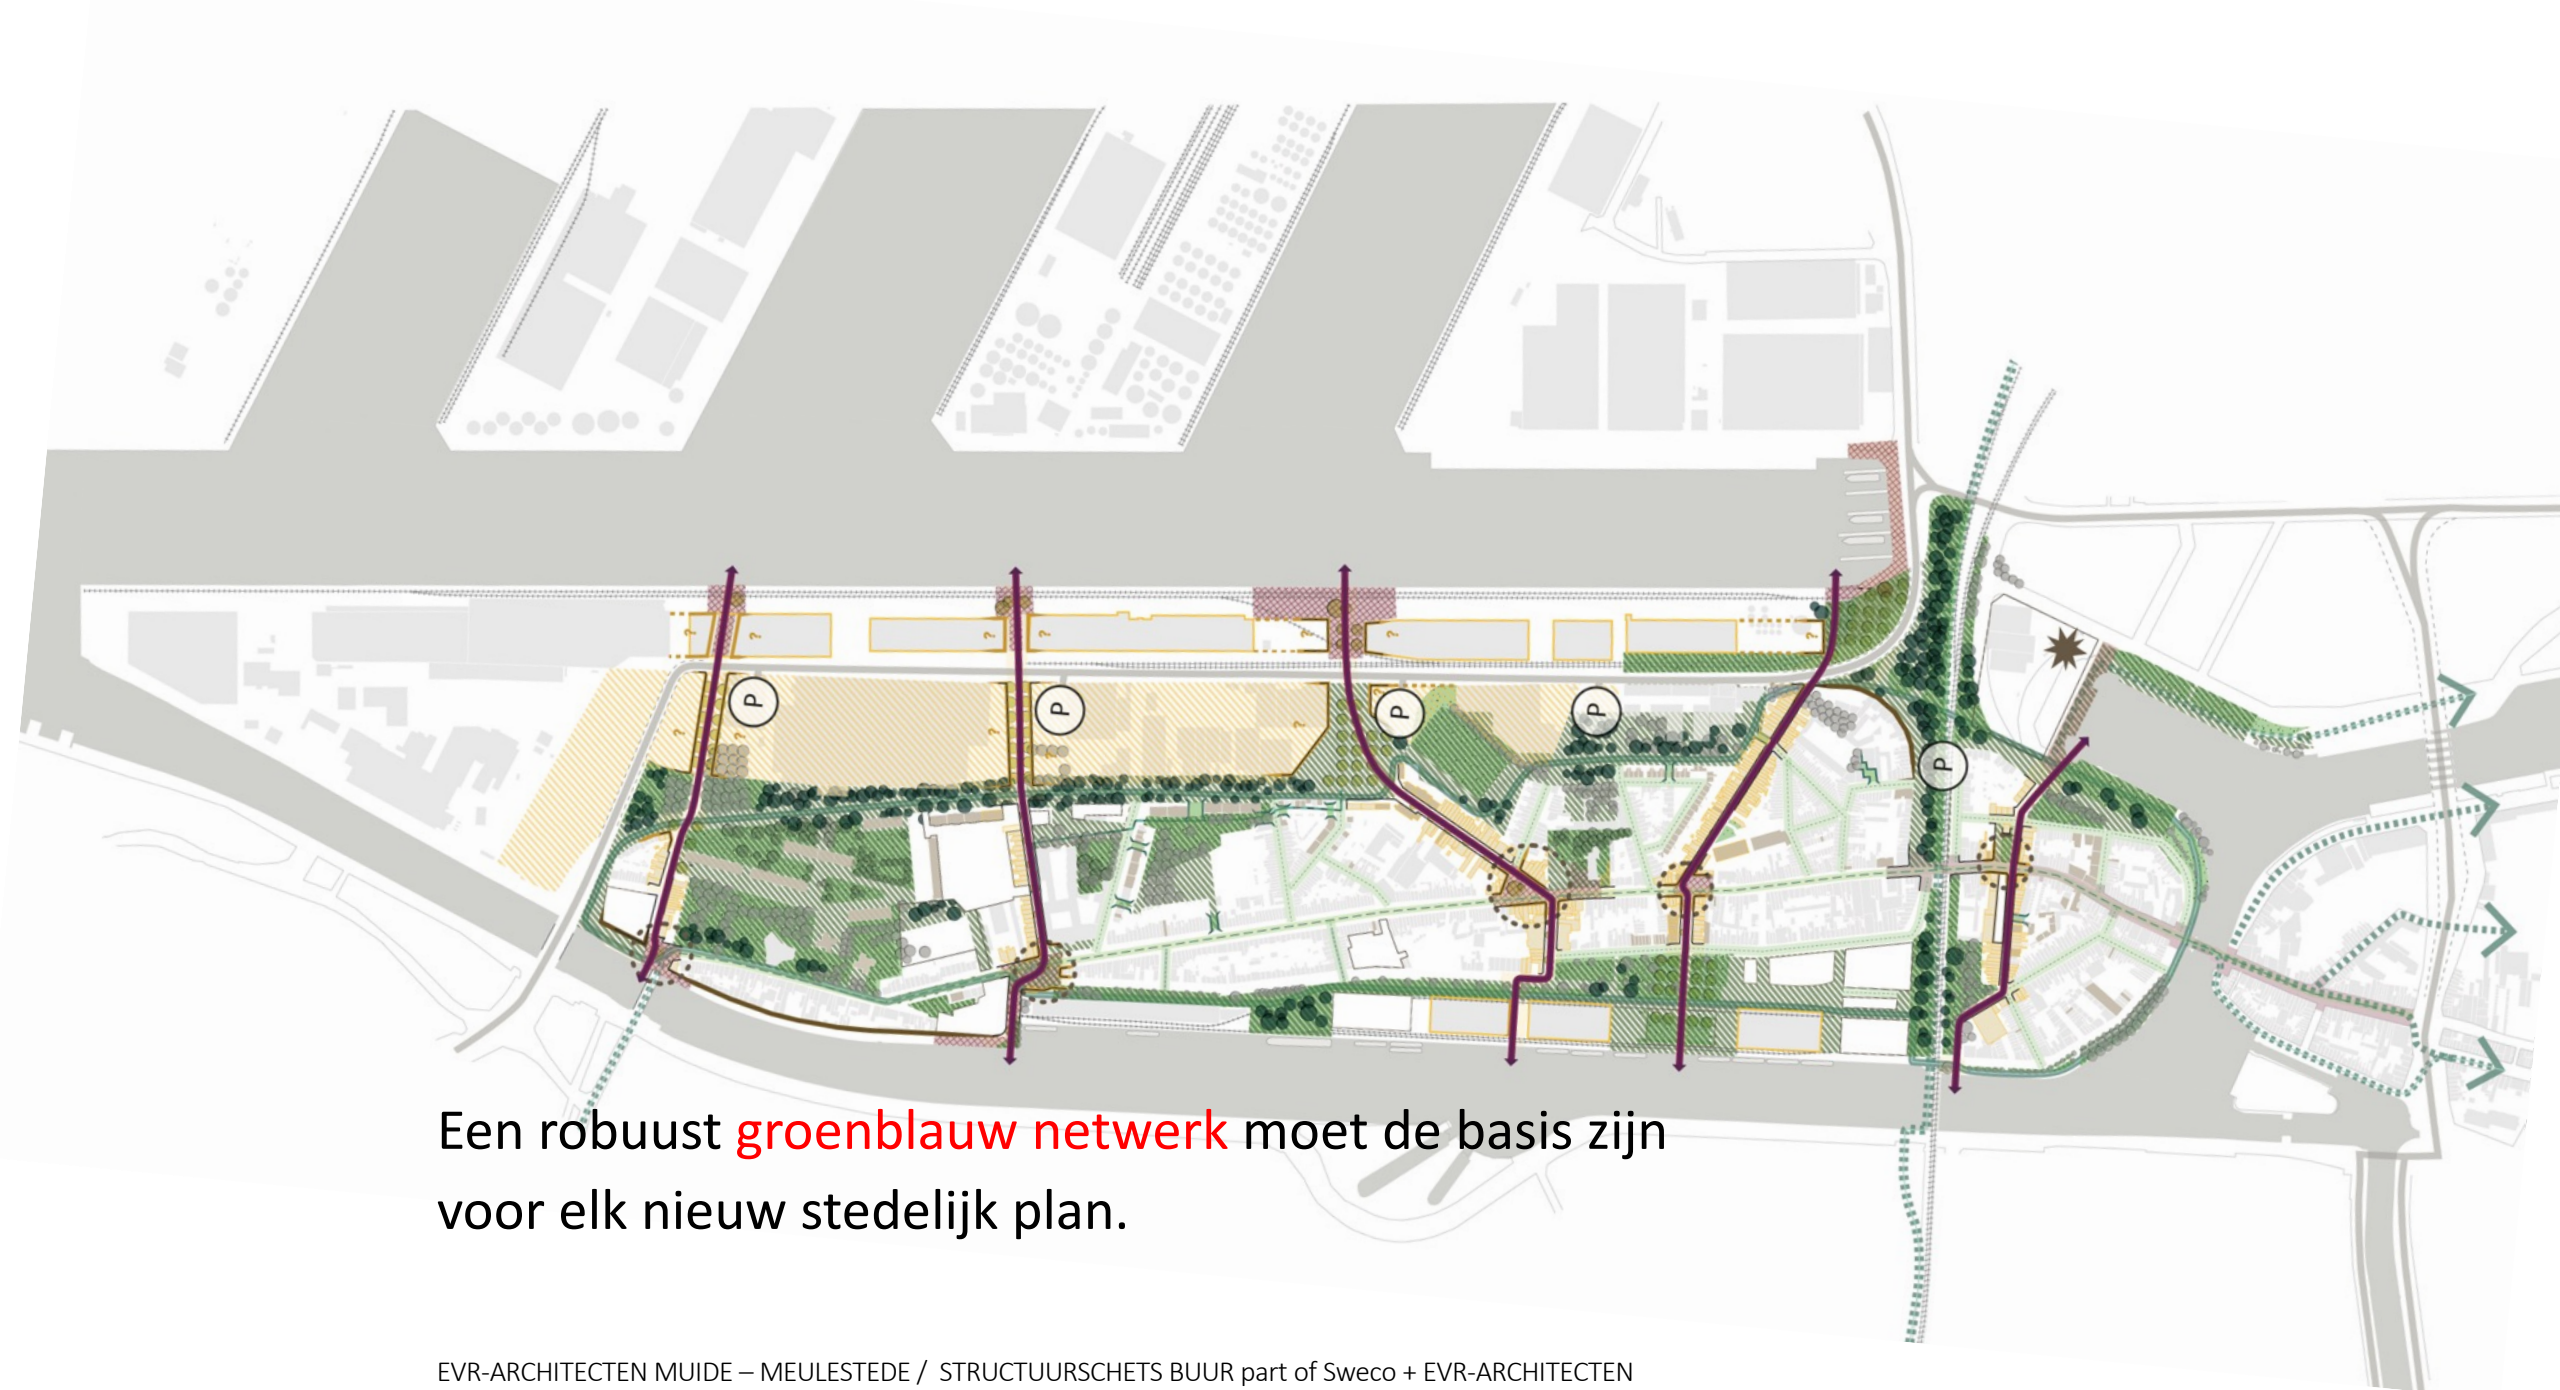 ?
?
?
?
?
?
?
?
P
P
P
P
?
?
?
?
?
?
P
Een robuust groenblauw netwerk moet de basis zijn
voor elk nieuw stedelijk plan.
EVR-ARCHITECTEN MUIDE – MEULESTEDE / STRUCTUURSCHETS BUUR part of Sweco + EVR-ARCHITECTEN